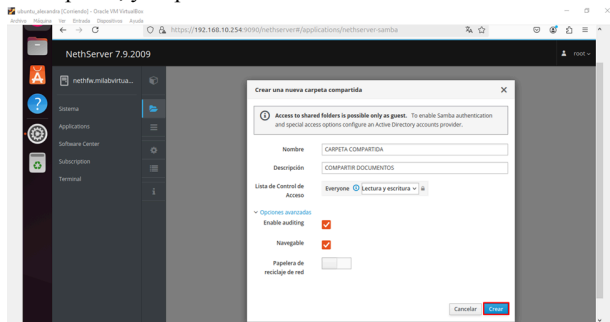 ubuntu_alexandria [Corriendo] - Oracle VM VirtualBox
Archivo Máquina Ver Entrada Dispositivos Ayuda
https://192.168.10.254:9090/nethserver#/applications/nethserver-samba
NethServer 7.9.2009
root
nethfw.milabvirtua...
Sistema
Applications
Software Center
Subscription
Terminal
Crear una nueva carpeta compartida
Access to shared folders is possible only as guest. To enable Samba authentication
and special access options configure an Active Directory accounts provider.
Nombre CARPETA COMPARTIDA
Descripción COMPARTIR DOCUMENTOS
Lista de Control de
Acceso
Everyone Lectura y escritura
Opciones avanzadas
Enable auditing
Navegable
Papelera de
reciclaje de red
Cancelar Crear